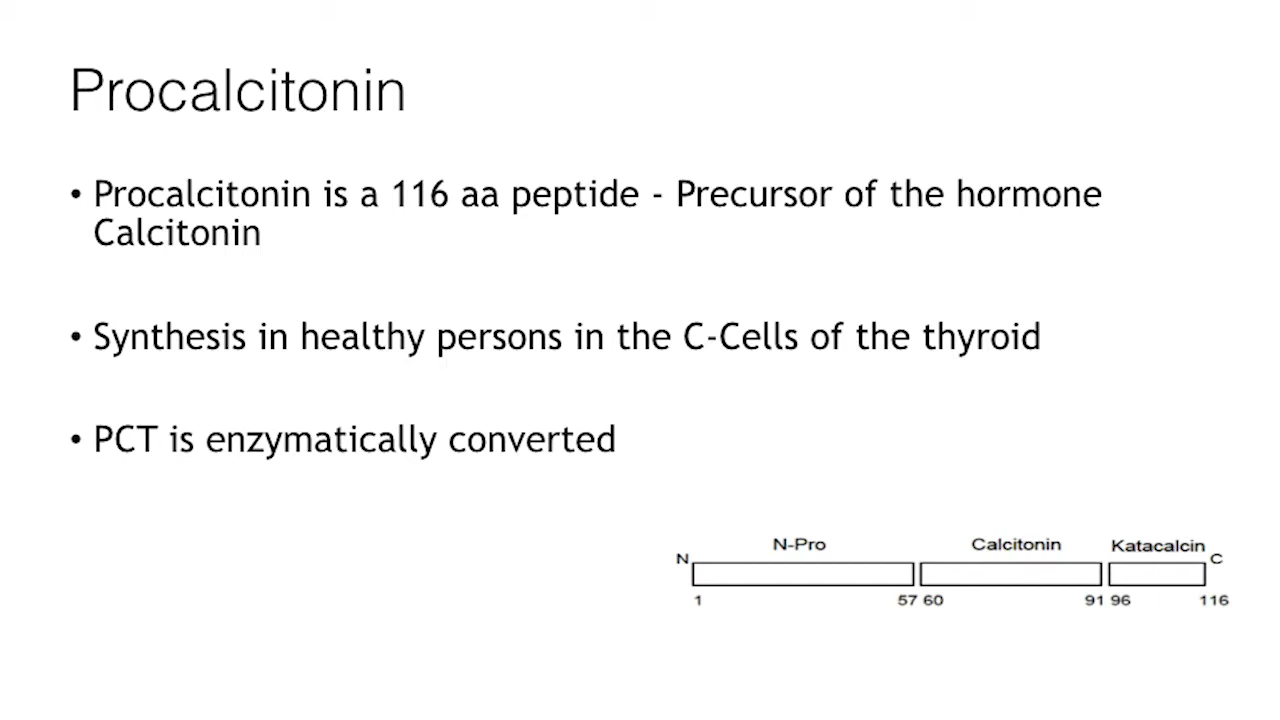 Procalcitonin
• Procalcitonin is a 116 aa peptide - Precursor of the hormone
Calcitonin
• Synthesis in healthy persons in the C-Cells of the thyroid
• PCT is enzymatically converted
N-Pro Calcitonin Katacalcin
N C
1 57 60 91 96 116